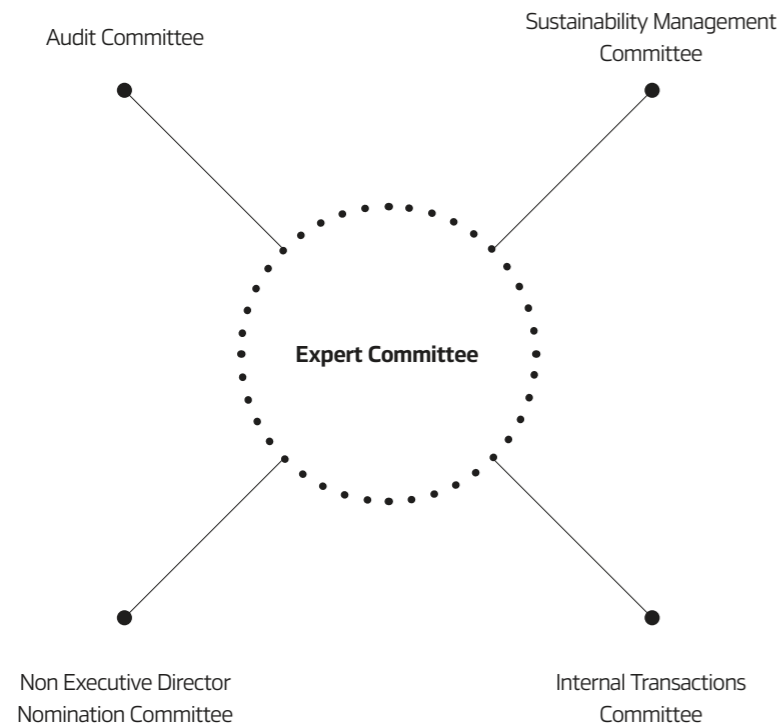 Audit Committee
Sustainability Management
Committee
Expert Committee
Non Executive Director
Nomination Committee
Internal Transactions
Committee